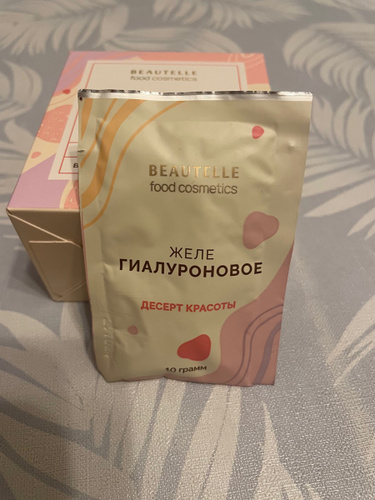 BEAUTELLE
food cosmetics
BEAUTELLE
food cosmetics
ЖЕЛЕ
ГИАЛУРОНОВОЕ
ДЕСЕРТ КРАСОТЫ
10 грамм